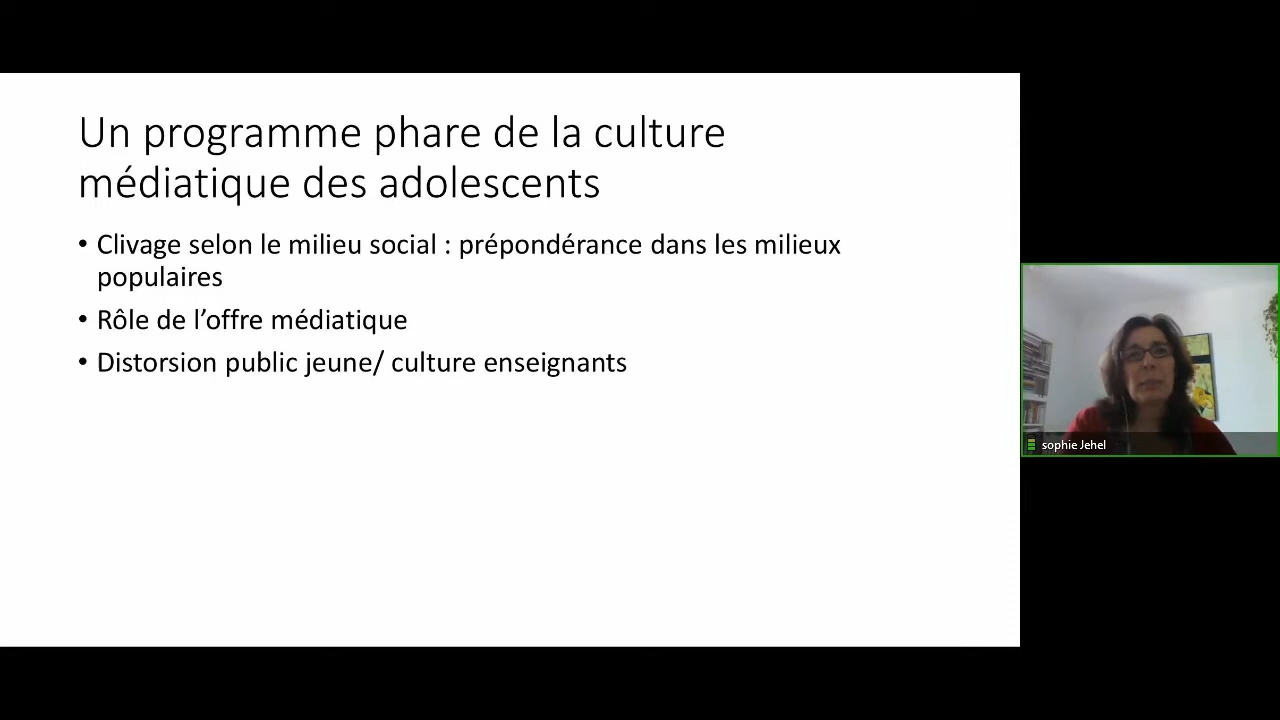 Un programme phare de la culture
médiatique des adolescents
• Clivage selon le milieu social : prépondérance dans les milieux
populaires
• Rôle de l’offre médiatique
• Distorsion public jeune/ culture enseignants
sophie Jehel